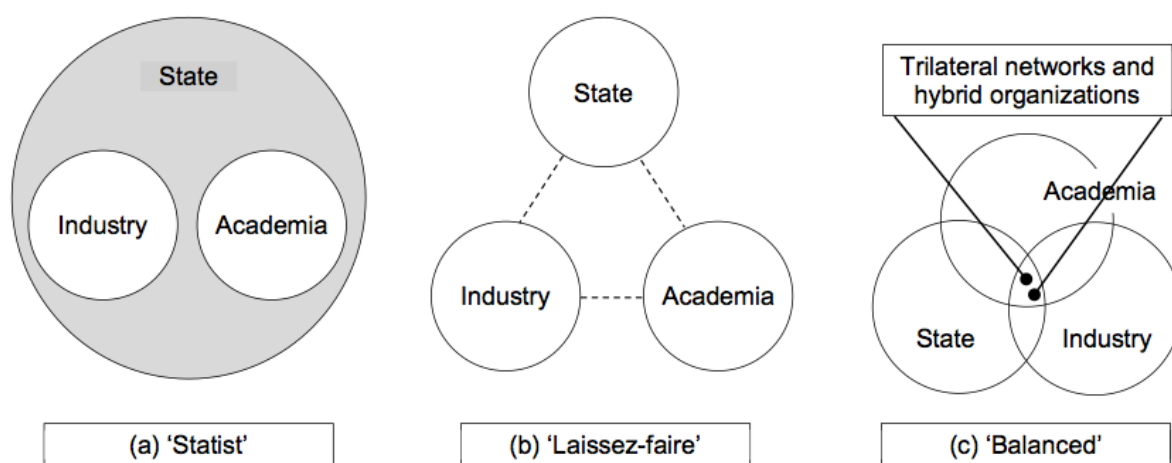 State
Industry
Academia
(a) ‘Statist’
State
Industry
Academia
(b) ‘Laissez-faire’
Trilateral networks and
hybrid organizations
Academia
State
Industry
(c) ‘Balanced’